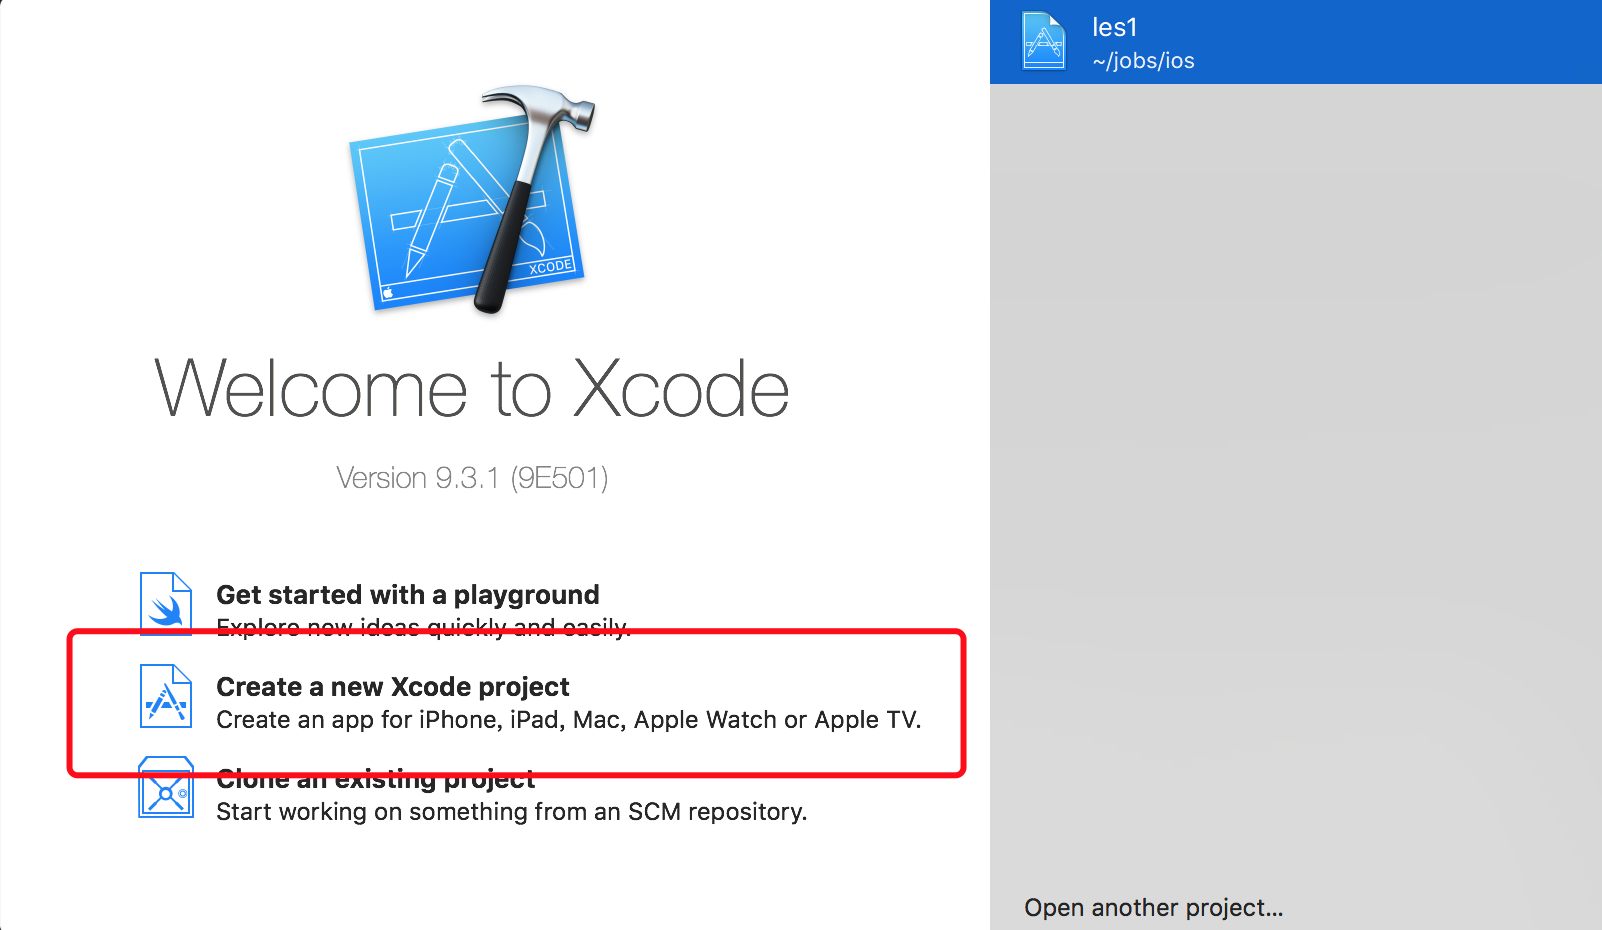 XCODE
Welcome to Xcode
Version 9.3.1 (9E501)
Get started with a playground
Explore new ideas quickly and easily.
Create a new Xcode project
Create an app for iPhone, iPad, Mac, Apple Watch or Apple TV.
Clone an existing project
Start working on something from an SCM repository.
les1
~/jobs/ios
Open another project...